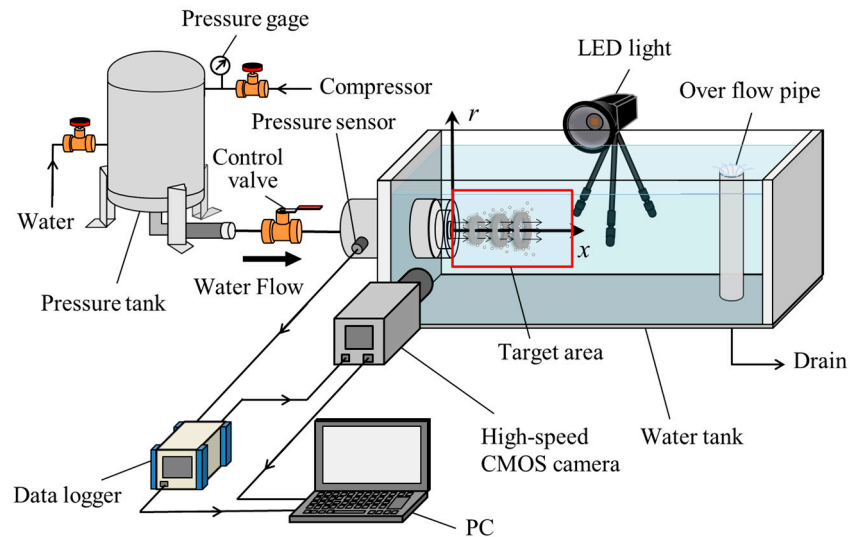 Pressure gage
LED light
Compressor
Over flow pipe
Pressure sensor
r
Control
valve
Water
x
Water Flow
Pressure tank
Target area
Drain
High-speed
CMOS camera
Water tank
Data logger
PC